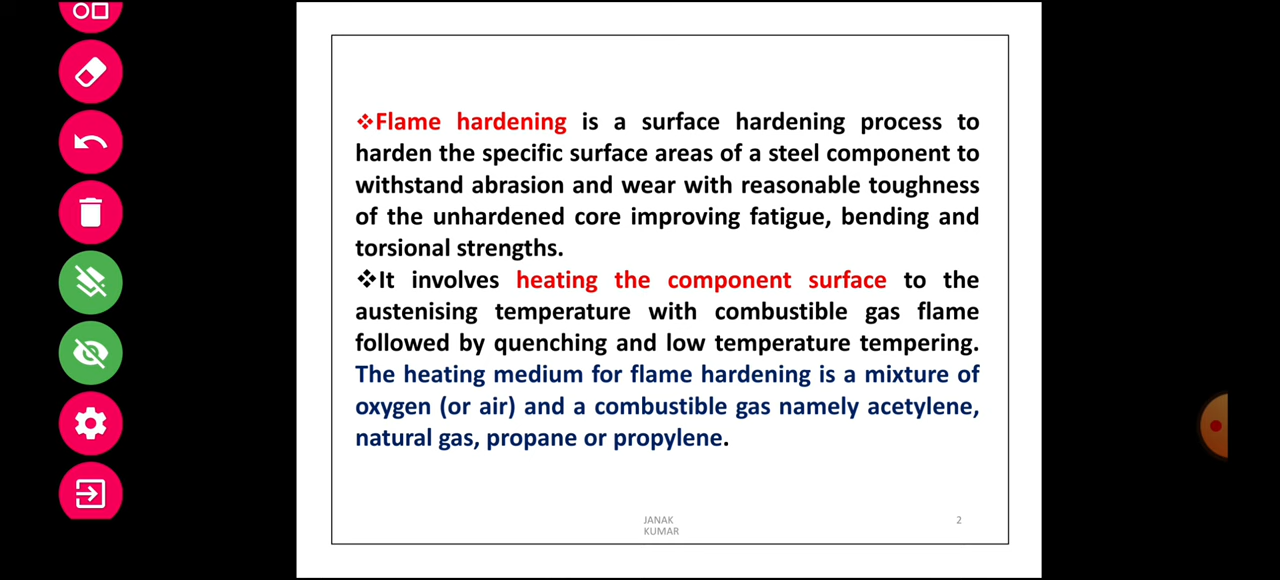 ❖Flame hardening is a surface hardening process to
harden the specific surface areas of a steel component to
withstand abrasion and wear with reasonable toughness
of the unhardened core improving fatigue, bending and
torsional strengths.
❖It involves heating the component surface to the
austenising temperature with combustible gas flame
followed by quenching and low temperature tempering.
The heating medium for flame hardening is a mixture of
oxygen (or air) and a combustible gas namely acetylene,
natural gas, propane or propylene.
JANAK
KUMAR
2